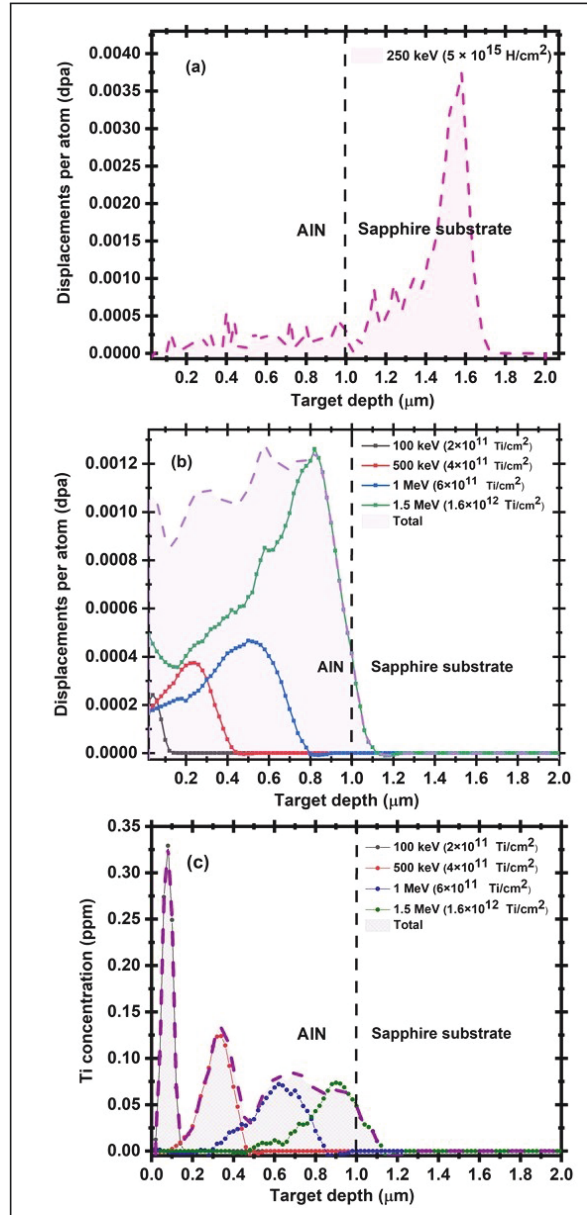 (a)
250 keV (5 × 10¹⁵ H/cm²)
Displacements per atom (dpa)
0.0040
0.0035
0.0030
0.0025
0.0020
0.0015
0.0010
0.0005
0.0000
AlN
Sapphire substrate
0.2 0.4 0.6 0.8 1.0 1.2 1.4 1.6 1.8 2.0
Target depth (μm)
(b)
100 keV (2×10¹¹ Ti/cm²)
500 keV (4×10¹¹ Ti/cm²)
1 MeV (6×10¹¹ Ti/cm²)
1.5 MeV (1.6×10¹² Ti/cm²)
Total
Displacements per atom (dpa)
0.0012
0.0010
0.0008
0.0006
0.0004
0.0002
0.0000
AlN
Sapphire substrate
0.2 0.4 0.6 0.8 1.0 1.2 1.4 1.6 1.8 2.0
Target depth (μm)
(c)
100 keV (2×10¹¹ Ti/cm²)
500 keV (4×10¹¹ Ti/cm²)
1 MeV (6×10¹¹ Ti/cm²)
1.5 MeV (1.6×10¹² Ti/cm²)
Total
Ti concentration (ppm)
0.35
0.30
0.25
0.20
0.15
0.10
0.05
0.00
AlN
Sapphire substrate
0.0 0.2 0.4 0.6 0.8 1.0 1.2 1.4 1.6 1.8 2.0
Target depth (μm)